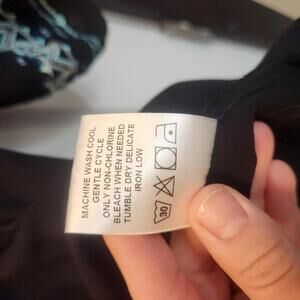 MACHINE WASH COOL
GENTLE CYCLE
ONLY NON-CHLORINE
BLEACH WHEN NEEDED
TUMBLE DRY DELICATE
IRON LOW
30